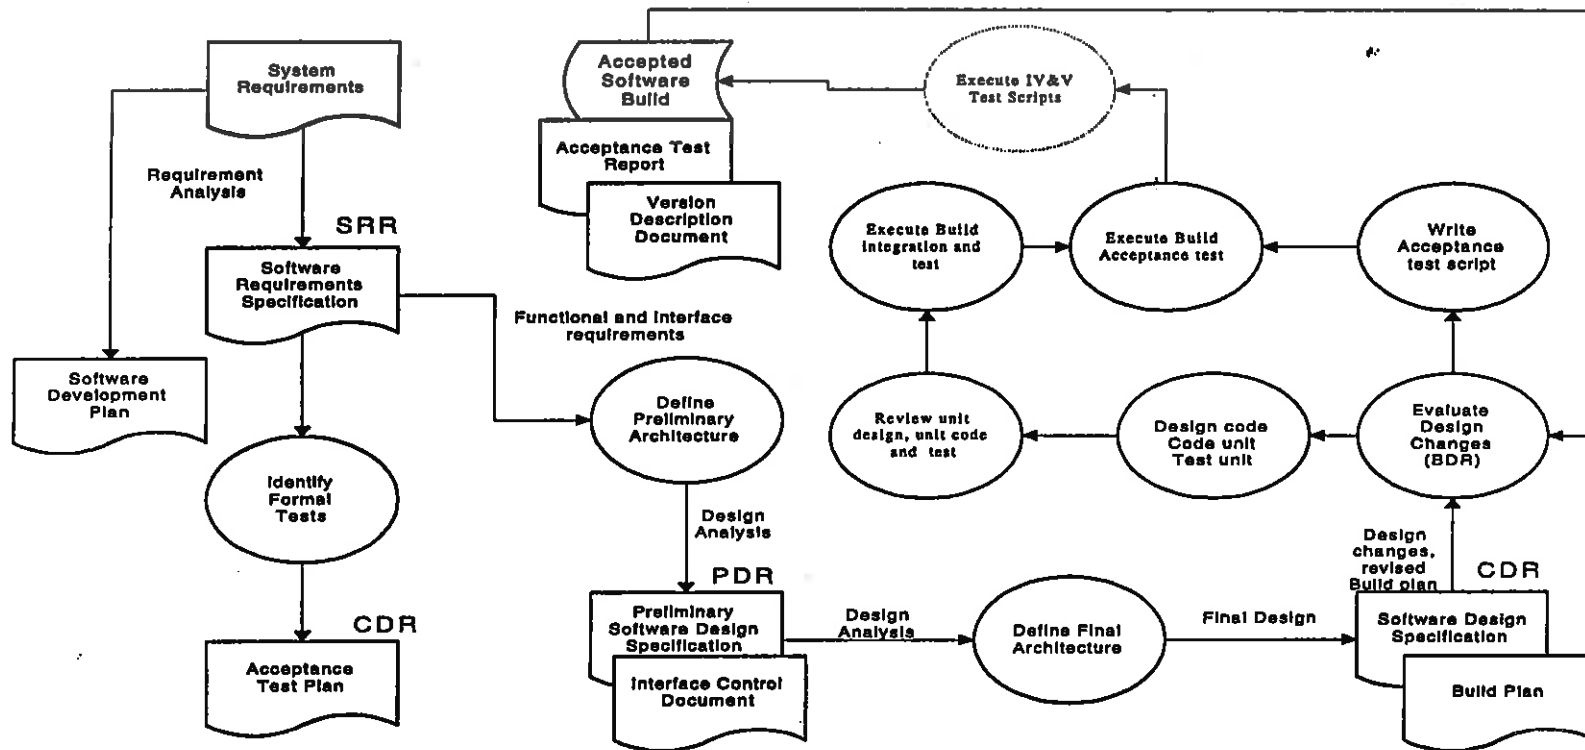 System
Requirements
Requirement
Analysis
SRR
Software
Requirements
Specification
Software
Development
Plan
Identify
Formal
Tests
CDR
Acceptance
Test Plan
Functional and Interface
requirements
Define
Preliminary
Architecture
Design
Analysis
PDR
Preliminary
Software Design
Specification
Interface Control
Document
Design
Analysis
Define Final
Architecture
Final Design
CDR
Software Design
Specification
Build Plan
Design
changes,
revised
Build plan
Evaluate
Design
Changes
(BDR)
Design code
Code unit
Test unit
Review unit
design, unit code
and test
Execute Build
integration and
test
Execute Build
Acceptance test
Write
Acceptance
test script
Execute IV&V
Test Scripts
Accepted
Software
Build
Acceptance Test
Report
Version
Description
Document